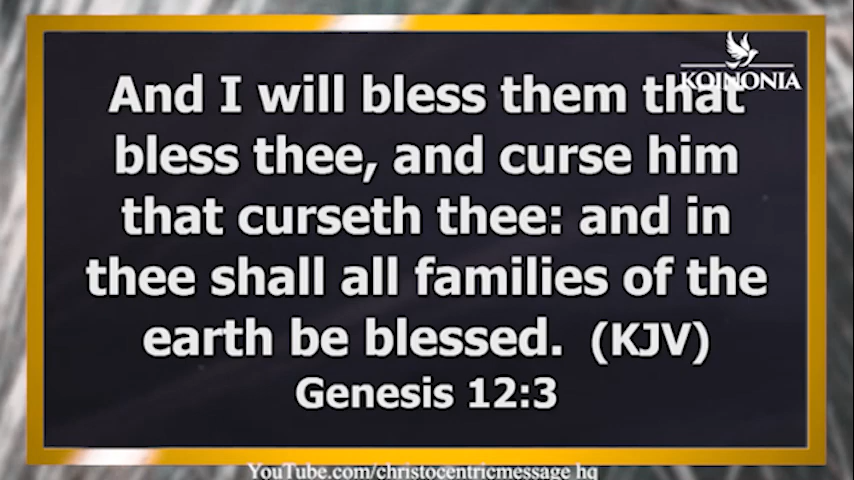 KOINONIA
And I will bless them that
bless thee, and curse him
that curseth thee: and in
thee shall all families of the
earth be blessed. (KJV)
Genesis 12:3
YouTube.com/christocentricmessage hq